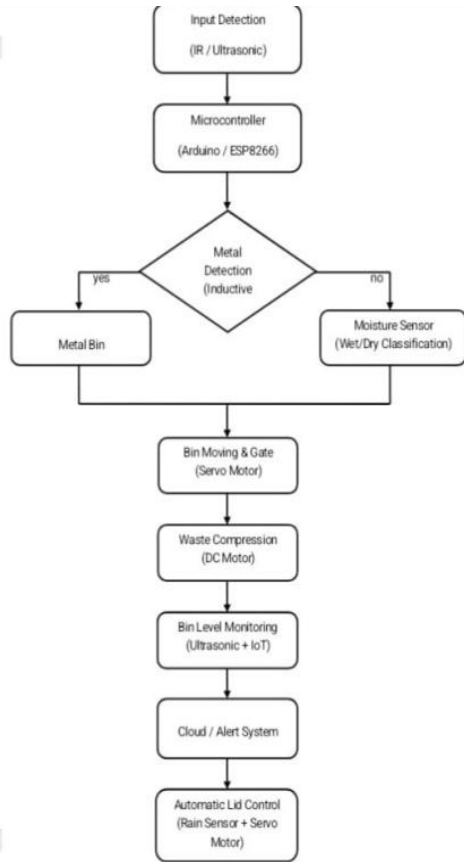 Input Detection
(IR / Ultrasonic)
Microcontroller
(Arduino / ESP8266)
Metal
Detection
(Inductive
yes
no
Metal Bin
Moisture Sensor
(Wet/Dry Classification)
Bin Moving & Gate
(Servo Motor)
Waste Compression
(DC Motor)
Bin Level Monitoring
(Ultrasonic + IoT)
Cloud / Alert System
Automatic Lid Control
(Rain Sensor + Servo
Motor)